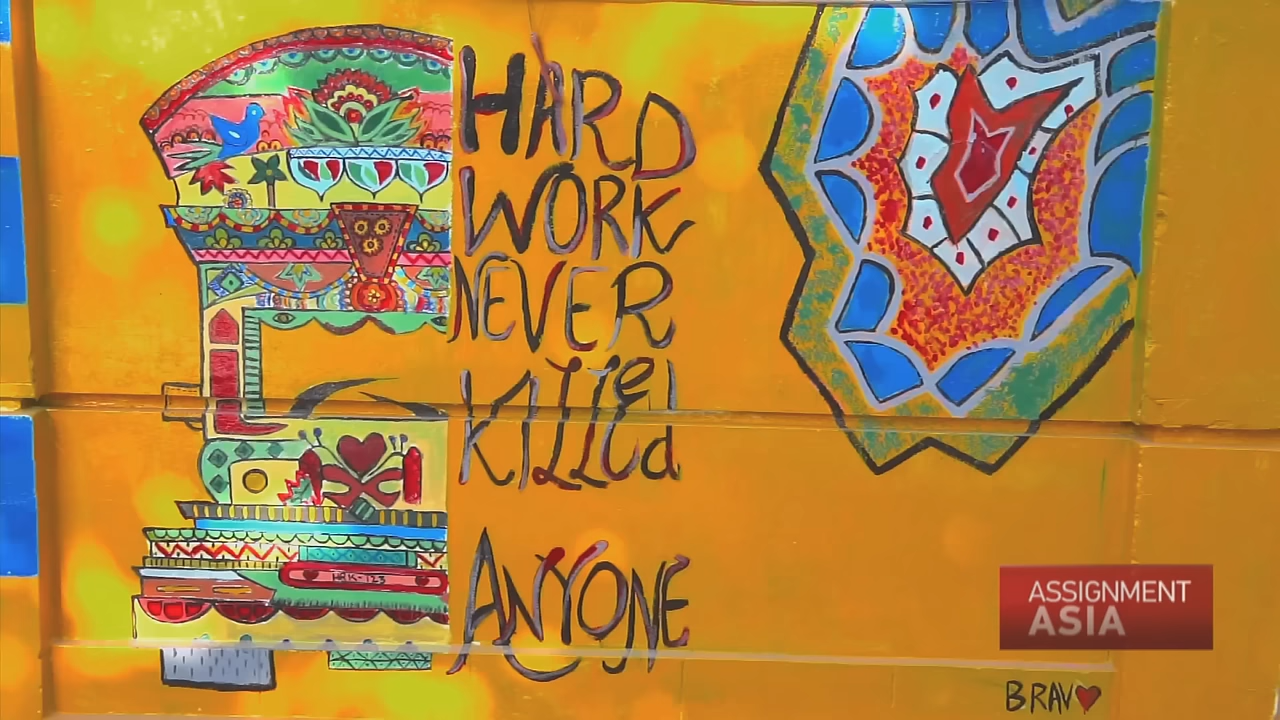 HARD
WORK
NEVER
KILLEd
ANYONE
ASSIGNMENT
ASIA
BRAV